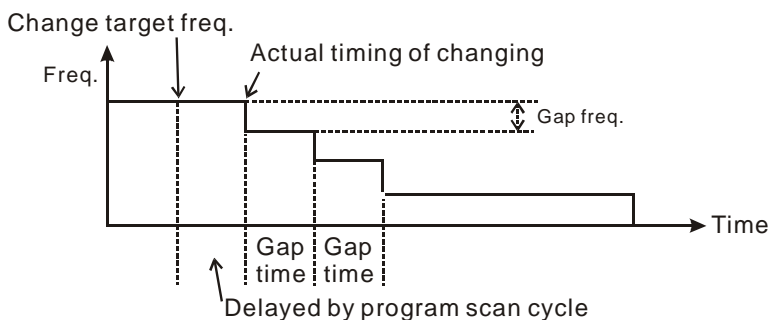 Change target freq.
Actual timing of changing
Freq.
Gap freq.
Time
Gap
time
Gap
time
Delayed by program scan cycle